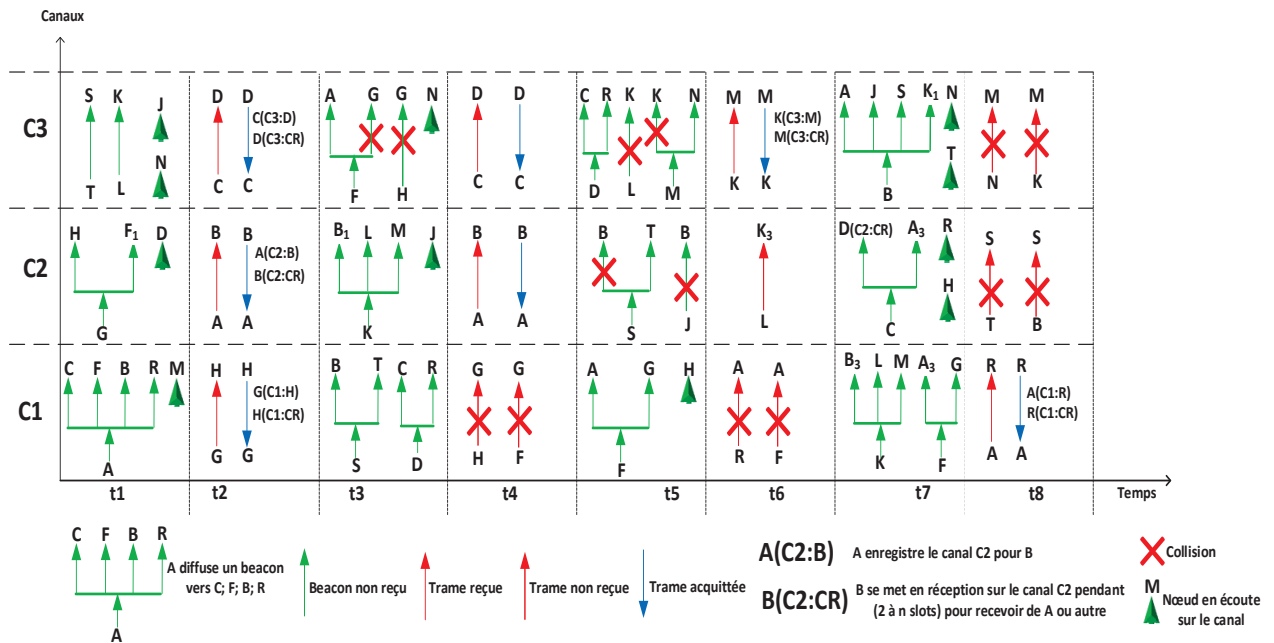 Canaux
S K J D D A G G N D D C R K K N M M A J S K1 N M M
C3
C(C3:D)
D(C3:CR)
K(C3:M)
M(C3:CR)
N T
T L C C F H C C D L M K K B N K
H F1 D B B B1 L M J B B B T B K3 D(C2:CR) A3 R S S
C2
A(C2:B)
B(C2:CR)
H
G A A K A A S J L C T B
C F B R M H H B T C R G G A G H A A B3 L M A3 G R R
C1
G(C1:H)
H(C1:CR)
A(C1:R)
R(C1:CR)
A G G S D H F F R F K F A A
t1 t2 t3 t4 t5 t6 t7 t8 Temps
C F B R
A diffuse un beacon
vers C; F; B; R
A
Beacon non reçu
Trame reçue
Trame non reçue
Trame acquittée
A(C2:B) A enregistre le canal C2 pour B
B(C2:CR) B se met en réception sur le canal C2 pendant
(2 à n slots) pour recevoir de A ou autre
Collision
M
Nœud en écoute
sur le canal